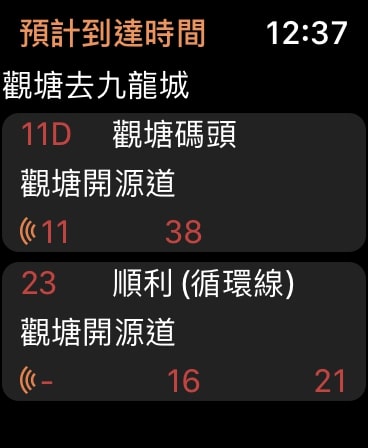 預計到達時間 12:37
觀塘去九龍城
11D 觀塘碼頭
觀塘開源道
11 38
23 順利 (循環線)
觀塘開源道
- 16 21